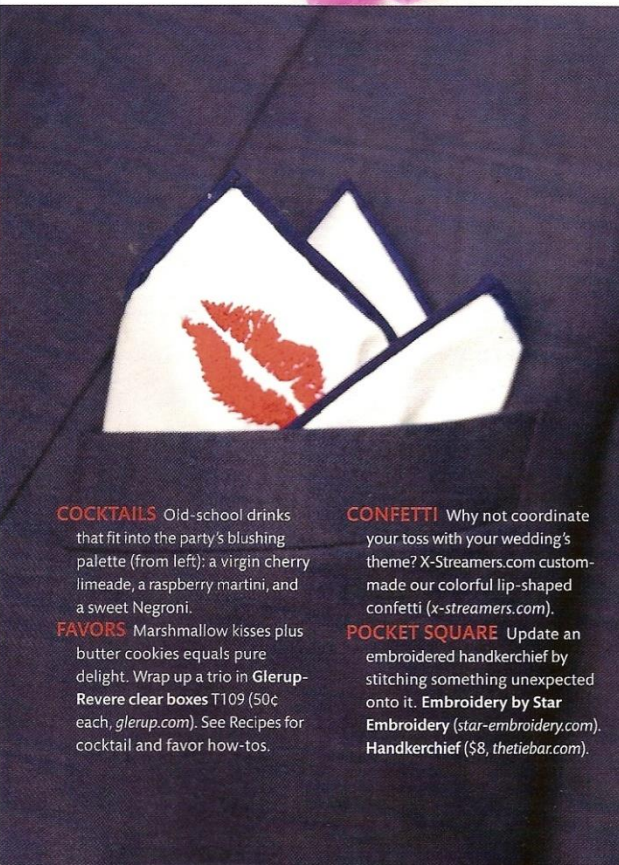 COCKTAILS Old-school drinks
that fit into the party's blushing
palette (from left): a virgin cherry
limeade, a raspberry martini, and
a sweet Negroni.
FAVORS Marshmallow kisses plus
butter cookies equals pure
delight. Wrap up a trio in Glerup-
Revere clear boxes T109 (50¢
each, glerup.com). See Recipes for
cocktail and favor how-tos.
CONFETTI Why not coordinate
your toss with your wedding's
theme? X-Streamers.com custom-
made our colorful lip-shaped
confetti (x-streamers.com).
POCKET SQUARE Update an
embroidered handkerchief by
stitching something unexpected
onto it. Embroidery by Star
Embroidery (star-embroidery.com).
Handkerchief ($8, thetiebar.com).